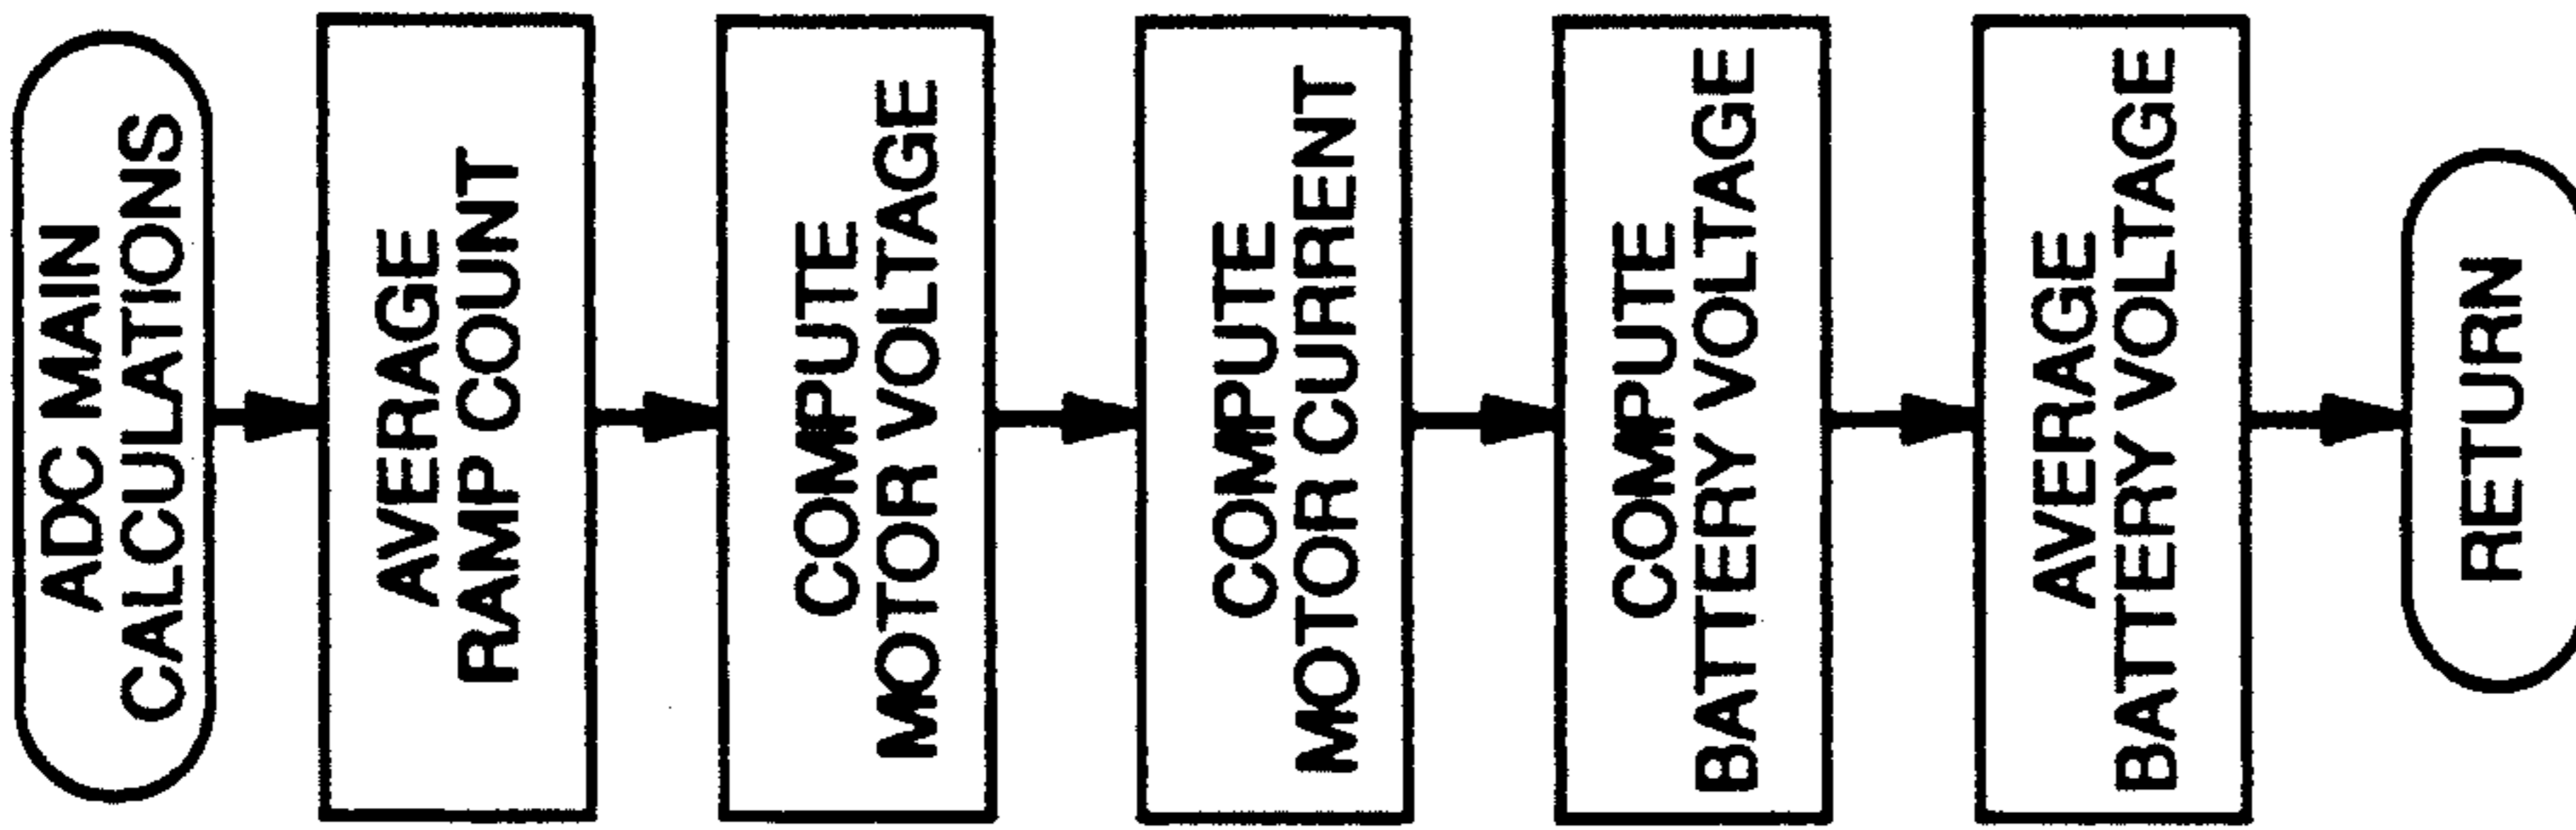 ADC MAIN
CALCULATIONS
AVERAGE
RAMP COUNT
COMPUTE
MOTOR VOLTAGE
COMPUTE
MOTOR CURRENT
COMPUTE
BATTERY VOLTAGE
AVERAGE
BATTERY VOLTAGE
RETURN